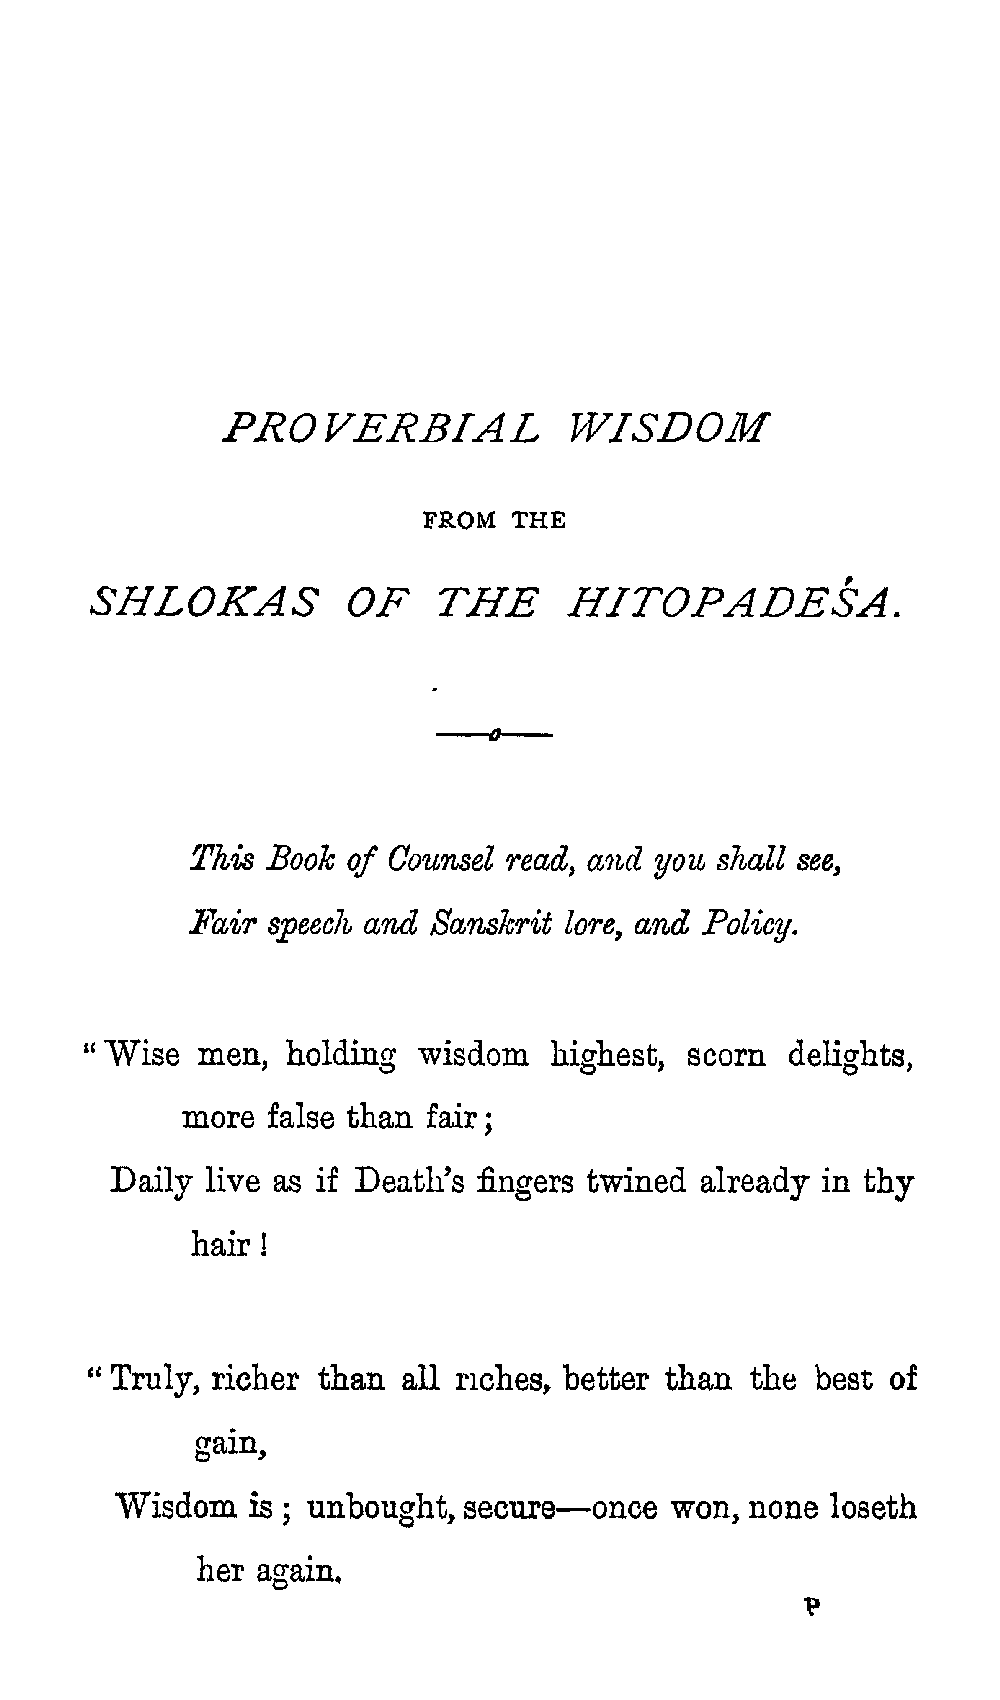 PROVERBIAL WISDOM
FROM THE
SHLOKAS OF THE HITOPADEŚA.
This Book of Counsel read, and you shall see,
Fair speech and Sanskrit lore, and Policy.
“Wise men, holding wisdom highest, scorn delights,
more false than fair;
Daily live as if Death’s fingers twined already in thy
hair!
“Truly, richer than all riches, better than the best of
gain,
Wisdom is; unbought, secure—once won, none loseth
her again.
P